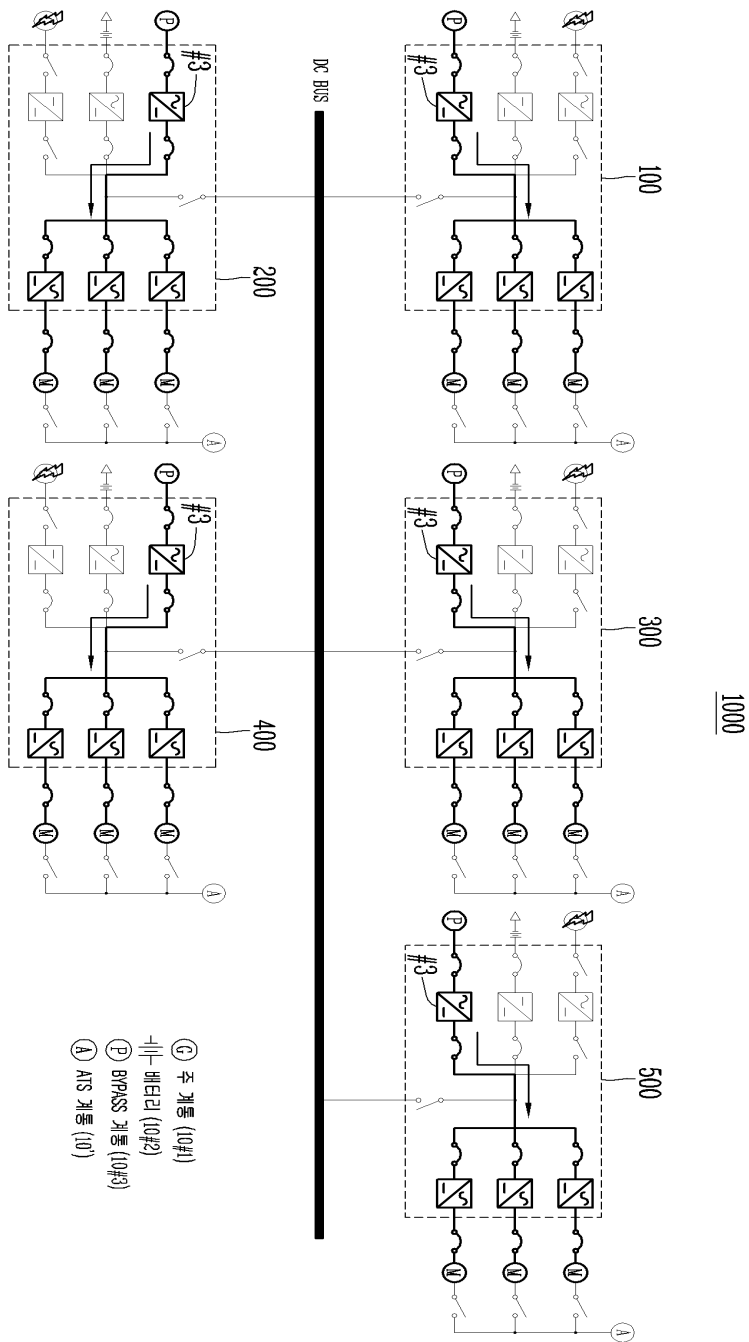 1000
100
300
500
A
A
A
M
M
M
M
M
M
P
M
P
M
P
M
#3
#3
#3
DC BUS
200
400
A
A
#3
#3
P
M
P
M
M
M
M
M
G 주 계통 (10#1)
배터리 (10#2)
P BYPASS 계통 (10#3)
A ATS 계통 (10')